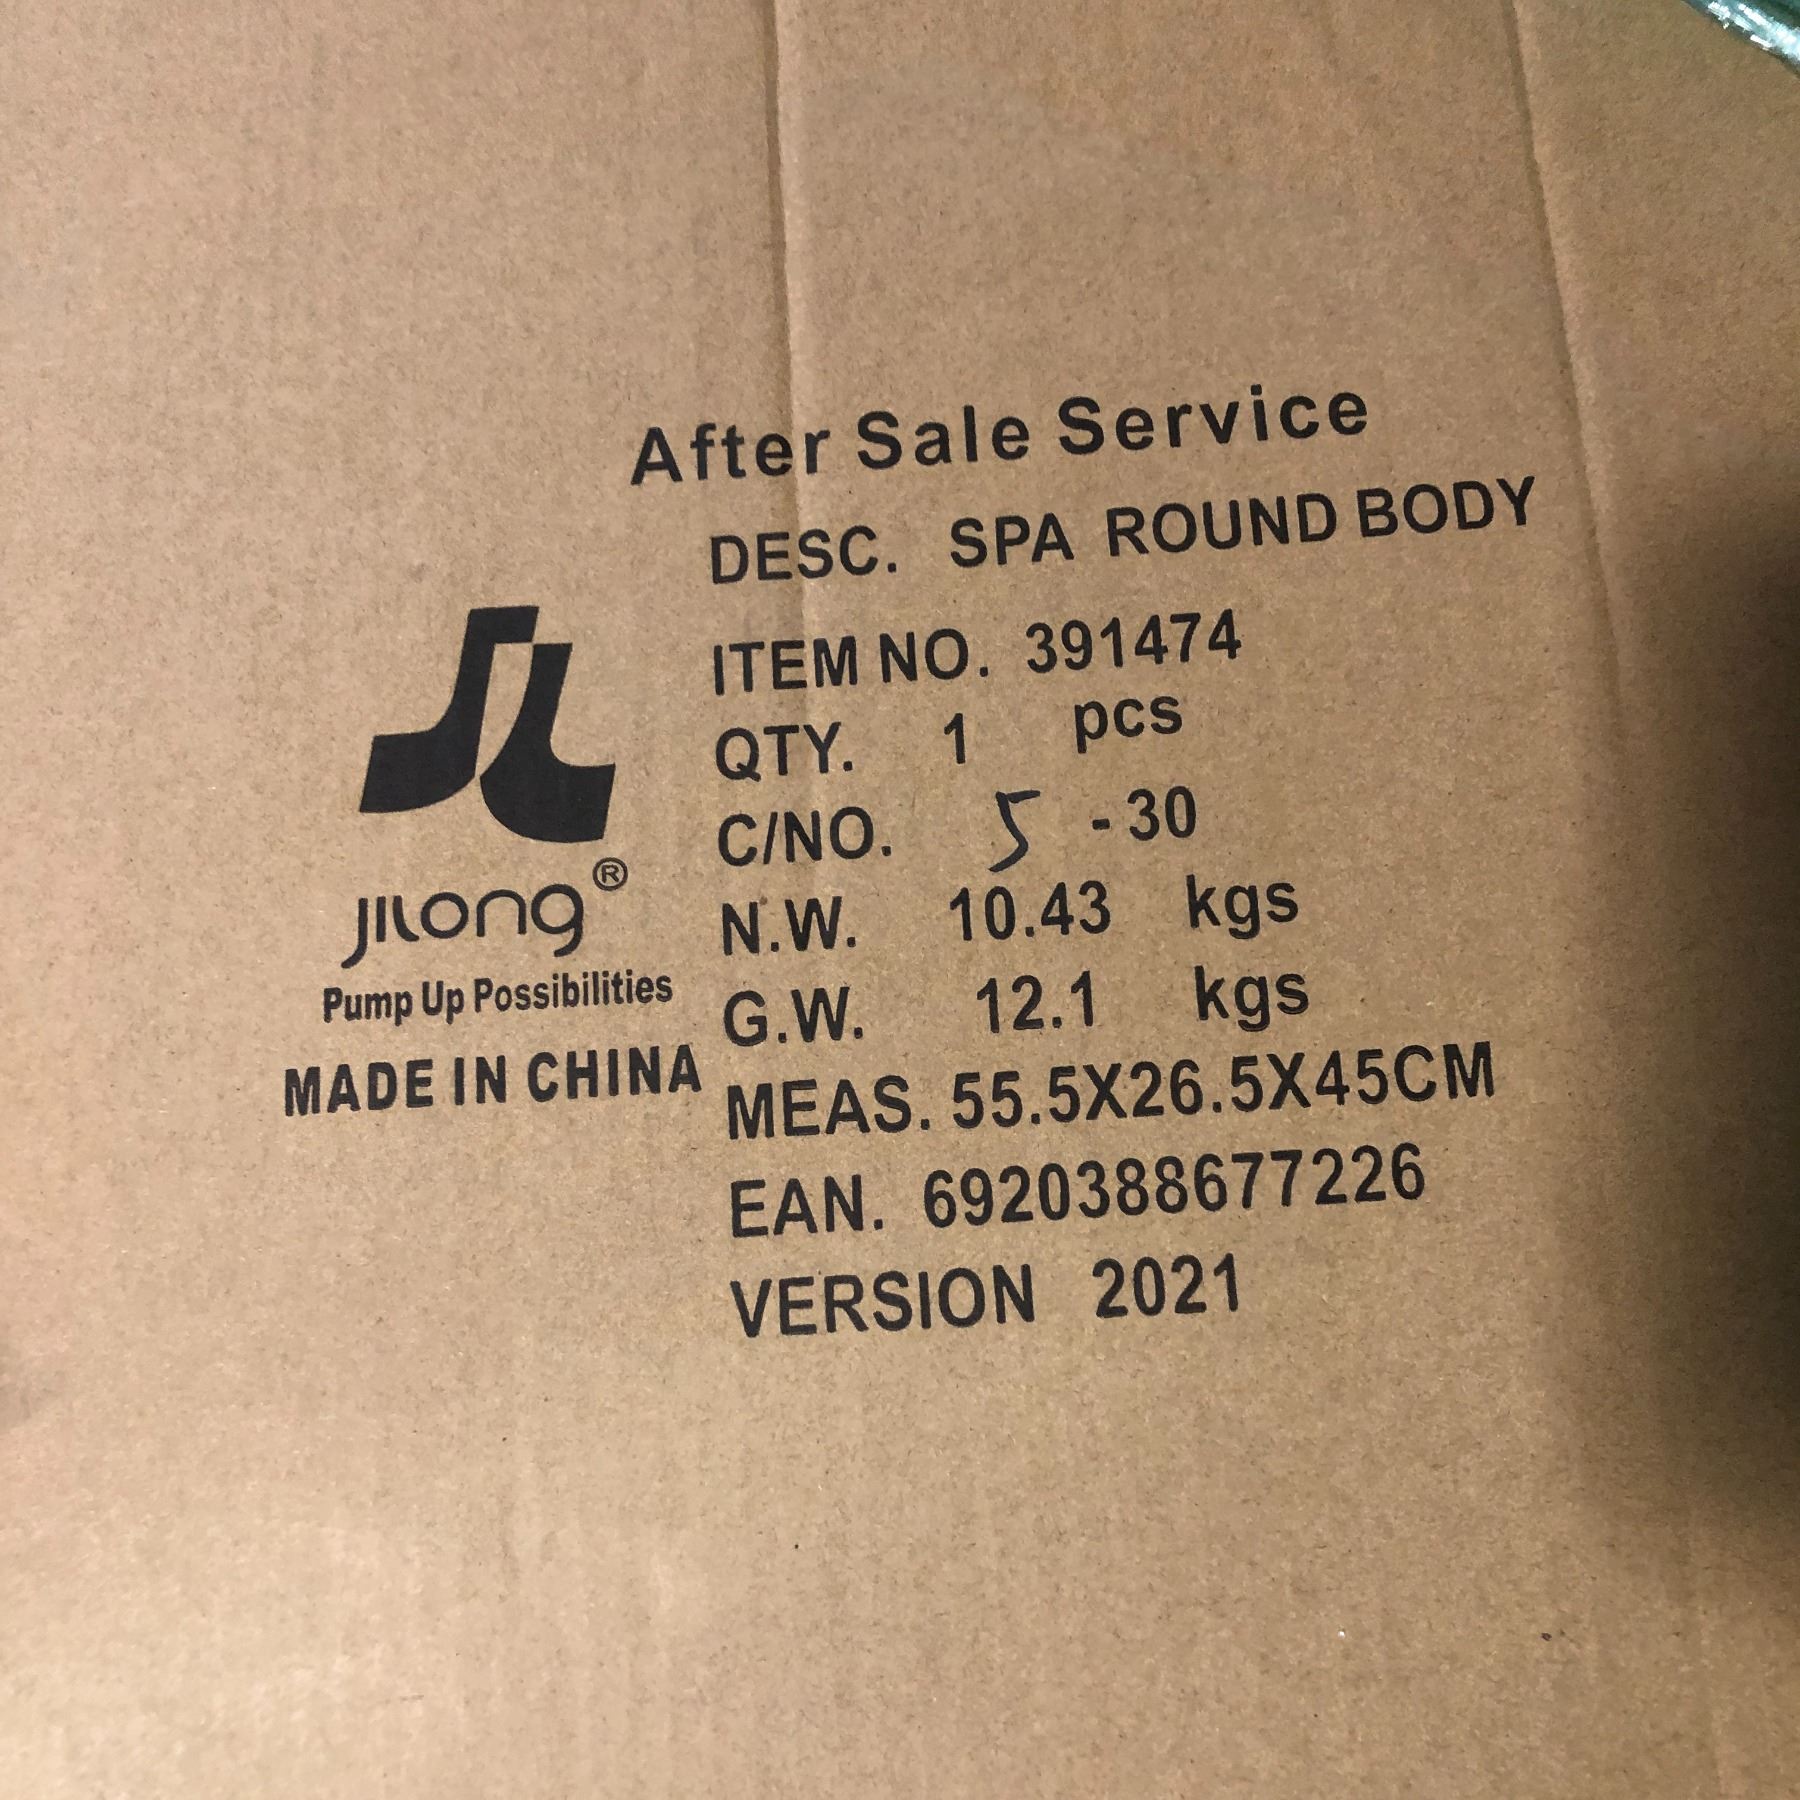 After Sale Service
DESC. SPA ROUND BODY
ITEM NO. 391474
QTY. 1 pcs
C/NO. 5 - 30
N.W. 10.43 kgs
G.W. 12.1 kgs
MEAS. 55.5X26.5X45CM
EAN. 6920388677226
VERSION 2021
JL
JILONG®
Pump Up Possibilities
MADE IN CHINA